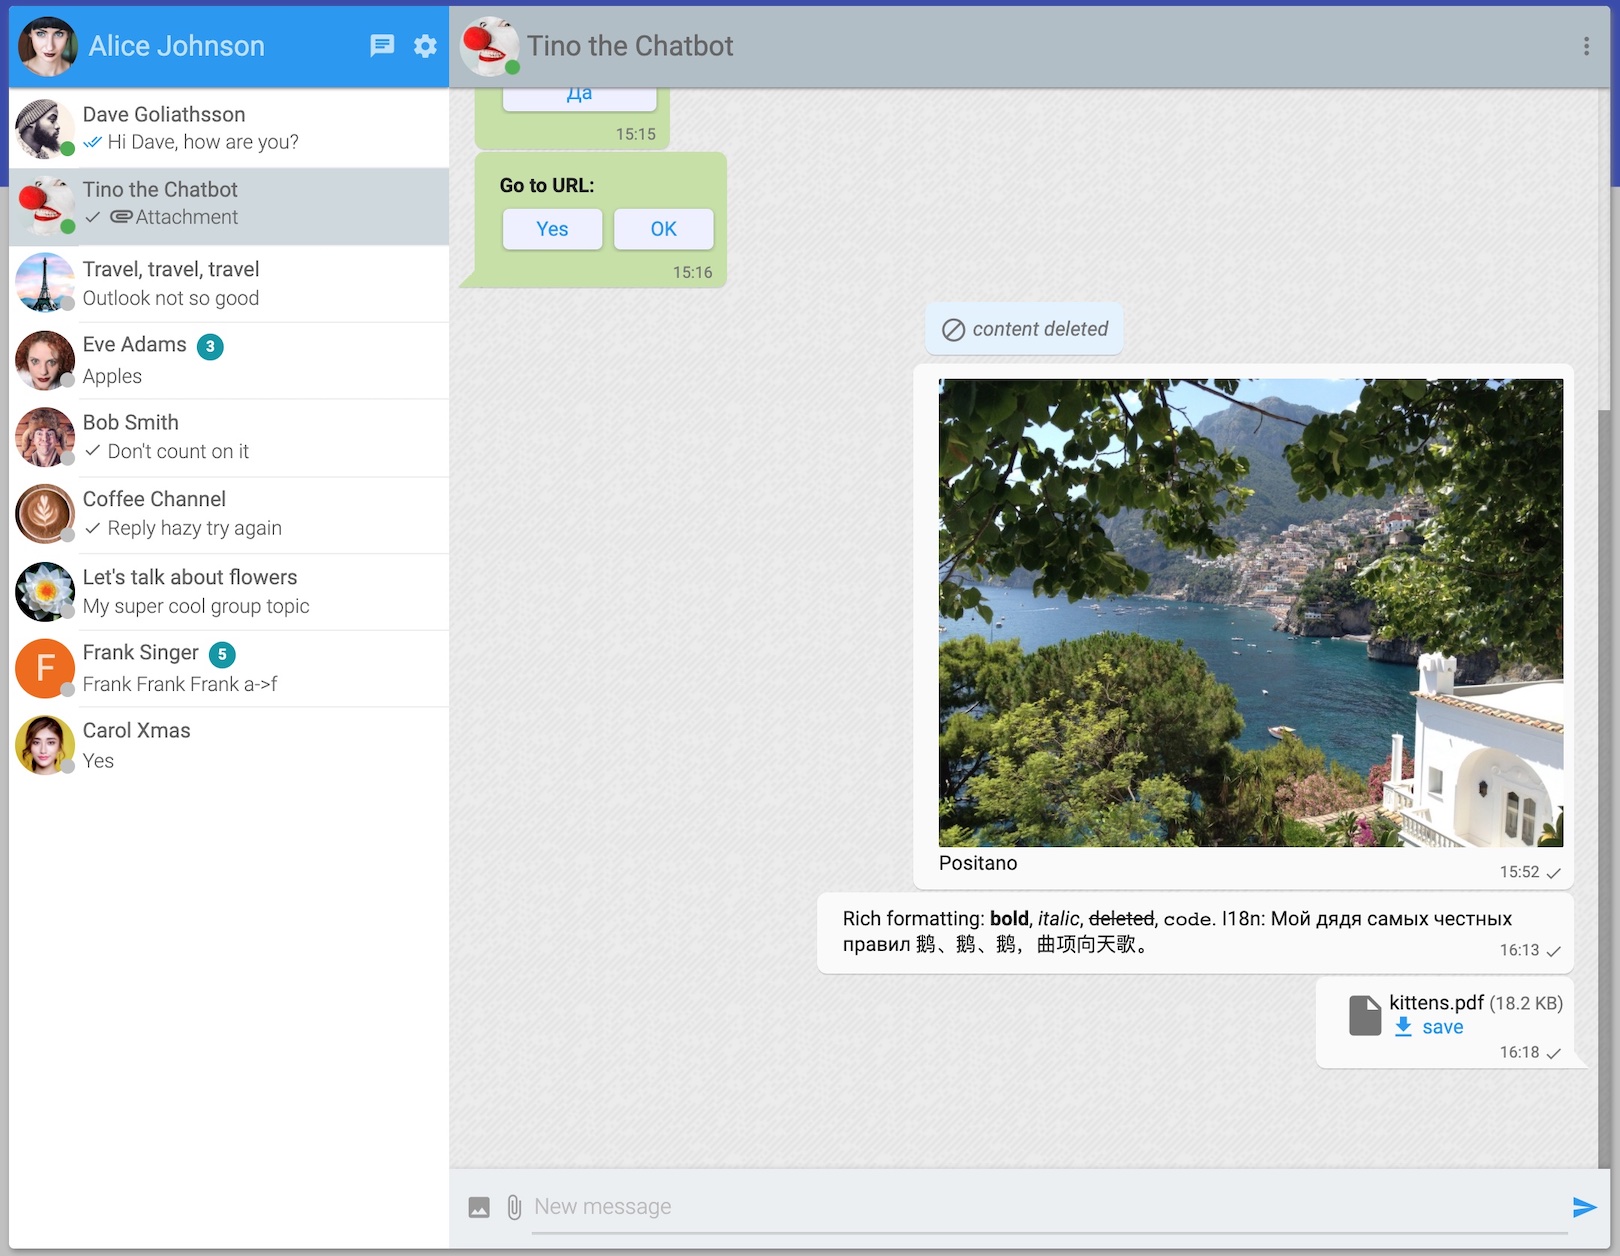 Alice Johnson
Dave Goliathsson
Hi Dave, how are you?
Tino the Chatbot
Attachment
Travel, travel, travel
Outlook not so good
Eve Adams 3
Apples
Bob Smith
Don't count on it
Coffee Channel
Reply hazy try again
Let's talk about flowers
My super cool group topic
F
Frank Singer 5
Frank Frank Frank a->f
Carol Xmas
Yes
Tino the Chatbot
Да
15:15
Go to URL:
Yes OK
15:16
content deleted
Positano
15:52
Rich formatting: bold, italic, deleted, code. I18n: Мой дядя самых честных
правил 鹅、鹅、鹅，曲项向天歌。
16:13
kittens.pdf (18.2 KB)
save
16:18
New message